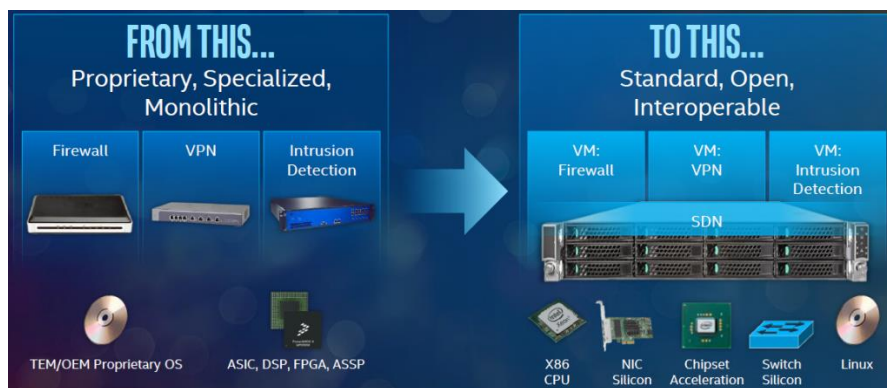 FROM THIS...
Proprietary, Specialized,
Monolithic
Firewall
VPN
Intrusion
Detection
TEM/OEM Proprietary OS
ASIC, DSP, FPGA, ASSP
TO THIS...
Standard, Open,
Interoperable
VM:
Firewall
VM:
VPN
VM:
Intrusion
Detection
SDN
X86
CPU
NIC
Silicon
Chipset
Acceleration
Switch
Silicon
Linux